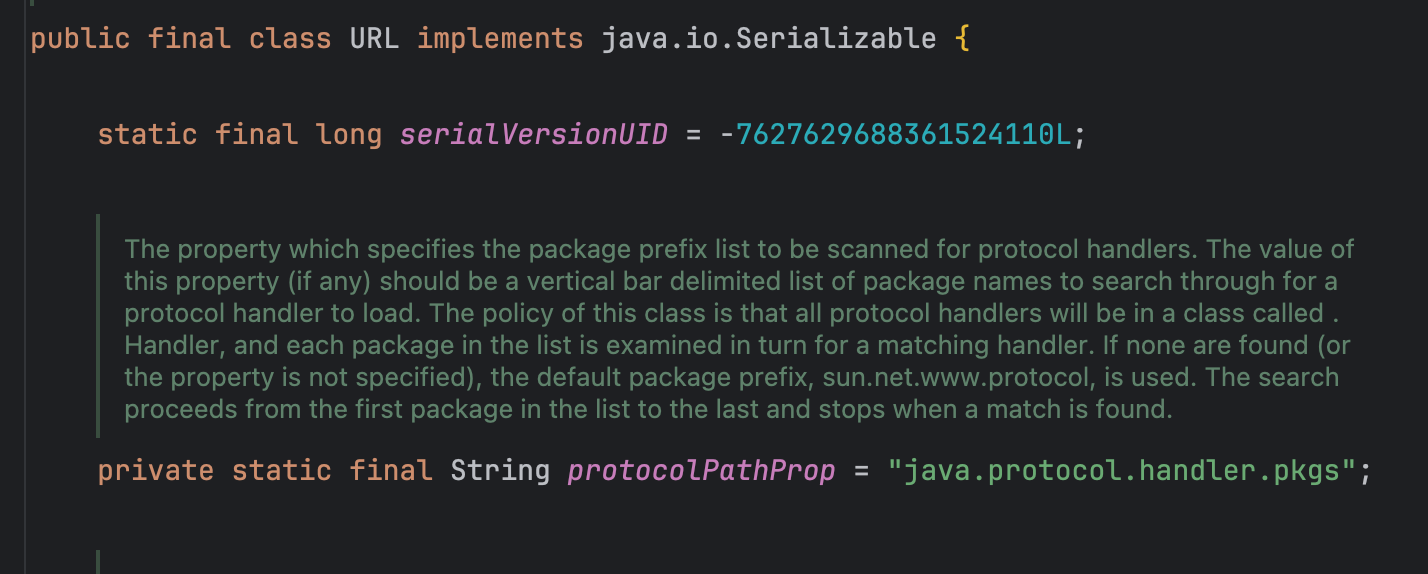 public final class URL implements java.io.Serializable {
static final long serialVersionUID = -7627629688361524110L;
The property which specifies the package prefix list to be scanned for protocol handlers. The value of
this property (if any) should be a vertical bar delimited list of package names to search through for a
protocol handler to load. The policy of this class is that all protocol handlers will be in a class called .
Handler, and each package in the list is examined in turn for a matching handler. If none are found (or
the property is not specified), the default package prefix, sun.net.www.protocol, is used. The search
proceeds from the first package in the list to the last and stops when a match is found.
private static final String protocolPathProp = "java.protocol.handler.pkgs";